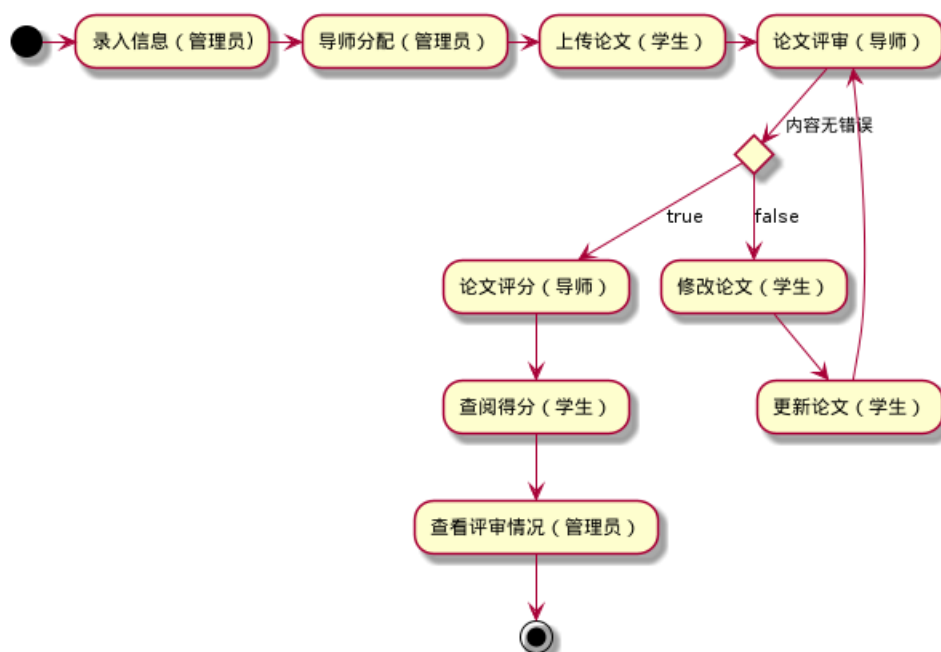 录入信息（管理员）
导师分配（管理员）
上传论文（学生）
论文评审（导师）
内容无错误
true
false
论文评分（导师）
修改论文（学生）
查阅得分（学生）
更新论文（学生）
查看评审情况（管理员）